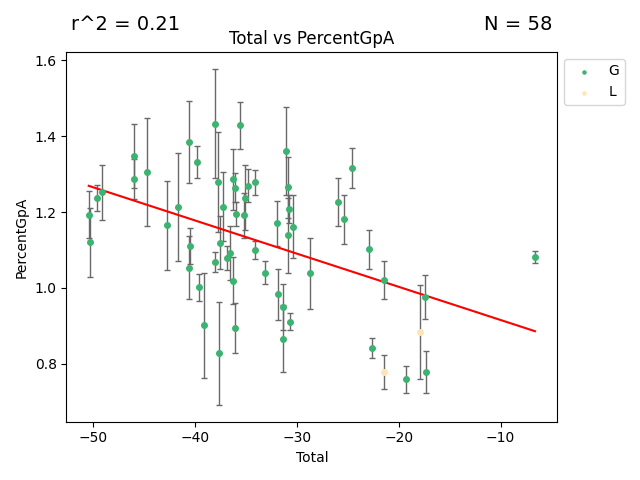 r^2 = 0.21
N = 58
Total vs PercentGpA
G
L
1.6
1.4
1.2
1.0
0.8
PercentGpA
−50
−40
−30
−20
−10
Total